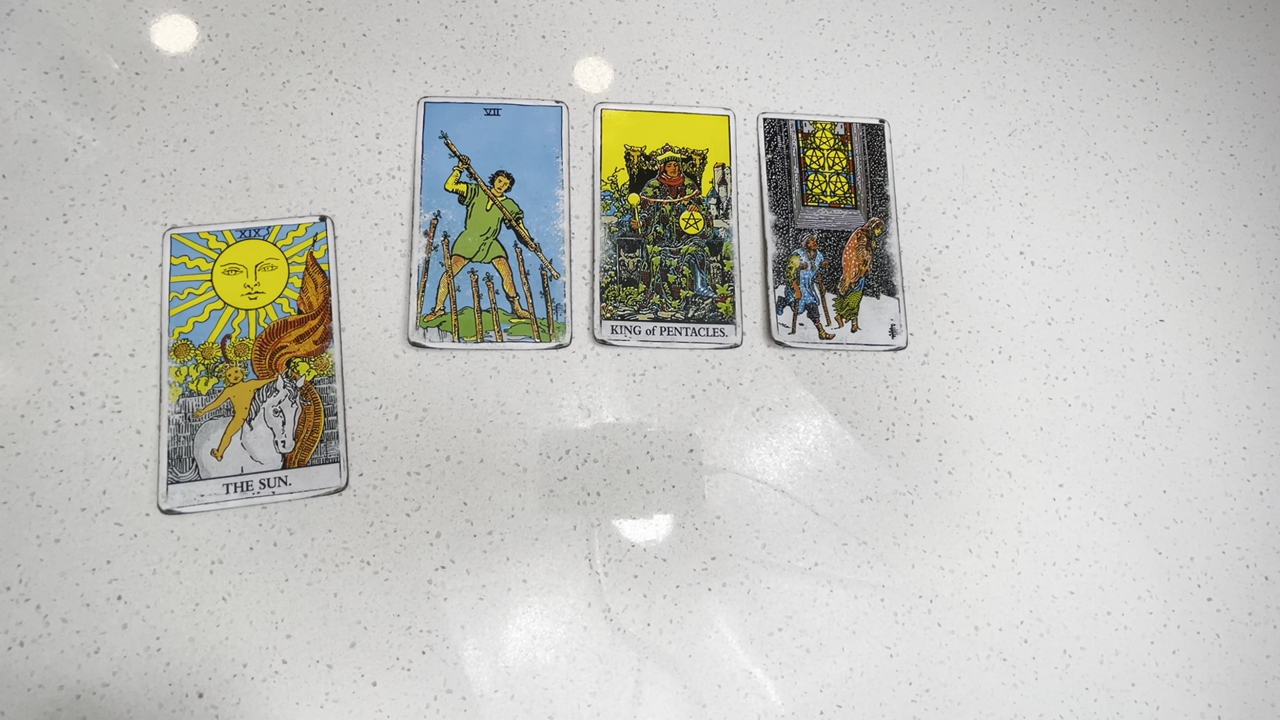 XIX
THE SUN.
VII
KING of PENTACLES.